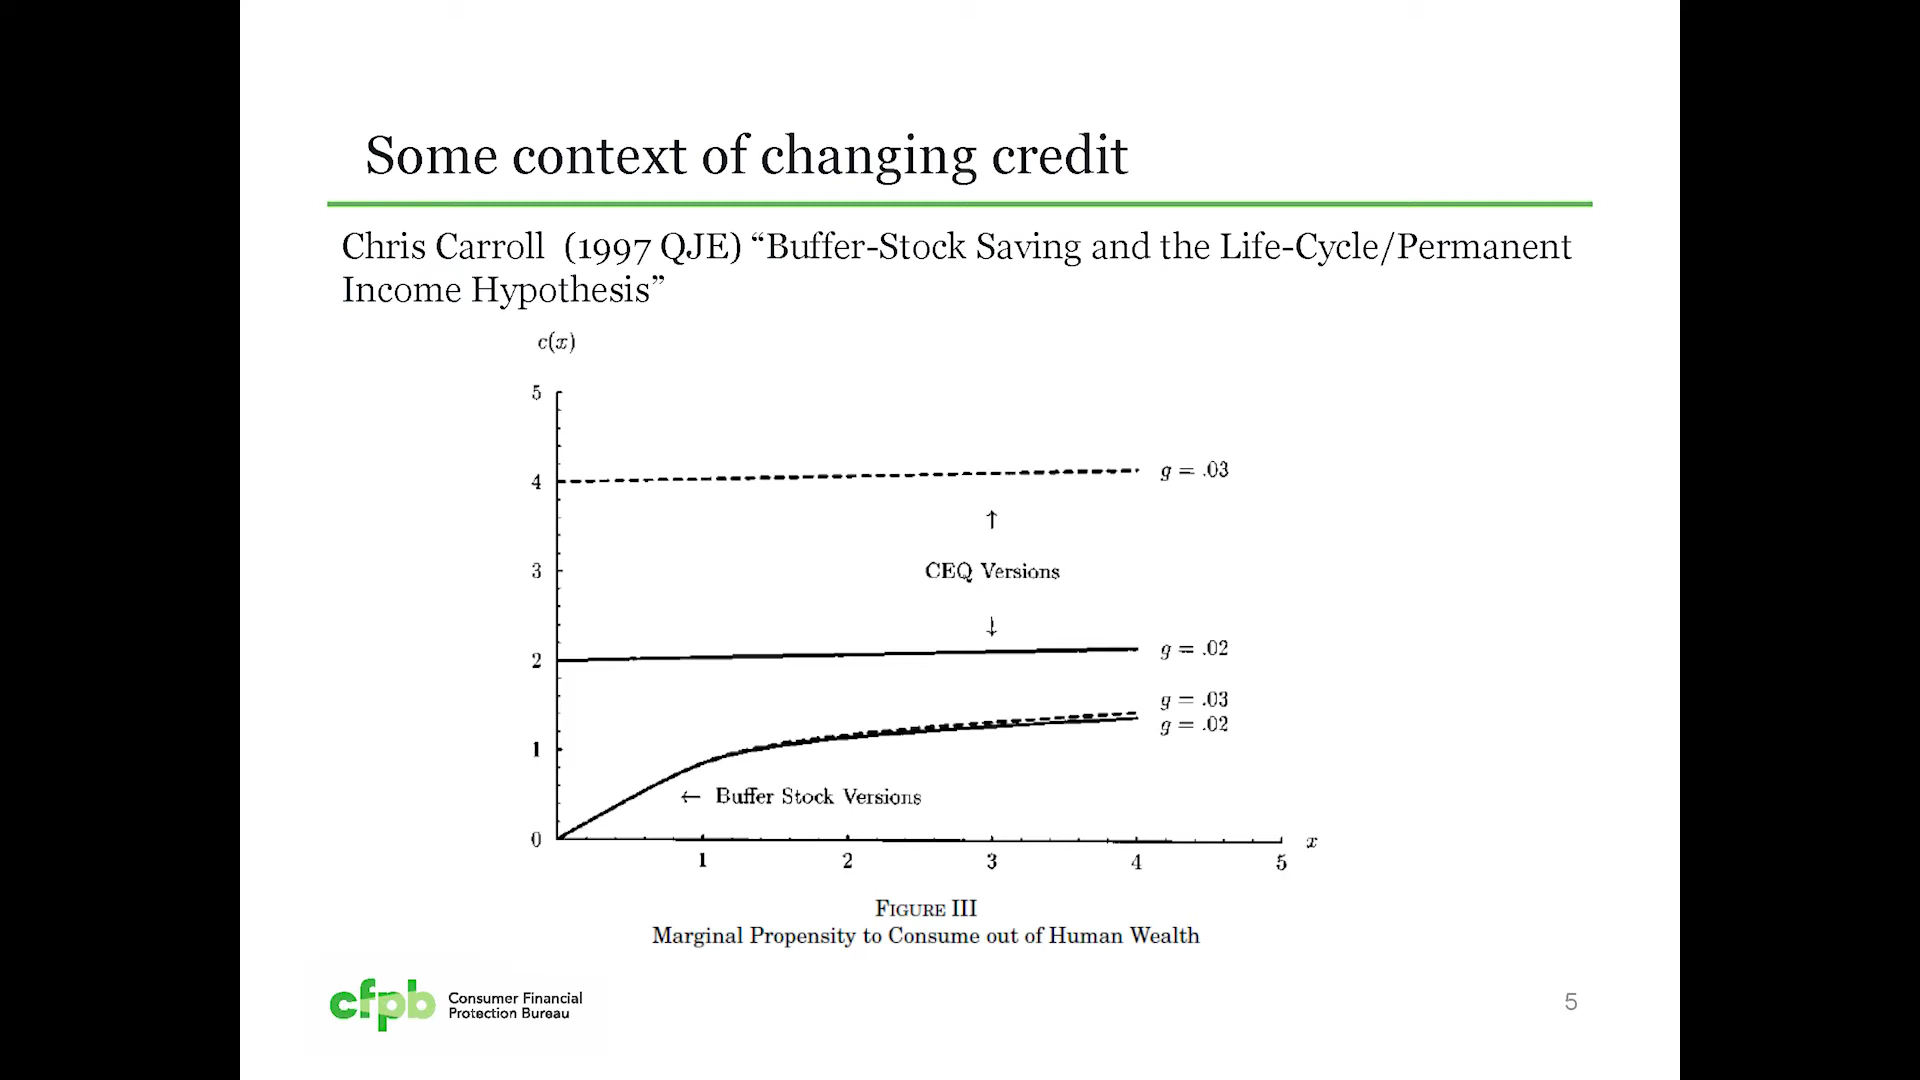 Some context of changing credit
Chris Carroll (1997 QJE) “Buffer-Stock Saving and the Life-Cycle/Permanent
Income Hypothesis”
c(x)
5
4
g = .03
↑
3
CEQ Versions
↓
2
g = .02
g = .03
g = .02
1
← Buffer Stock Versions
0
x
1 2 3 4 5
FIGURE III
Marginal Propensity to Consume out of Human Wealth
cfpb
Consumer Financial
Protection Bureau
5